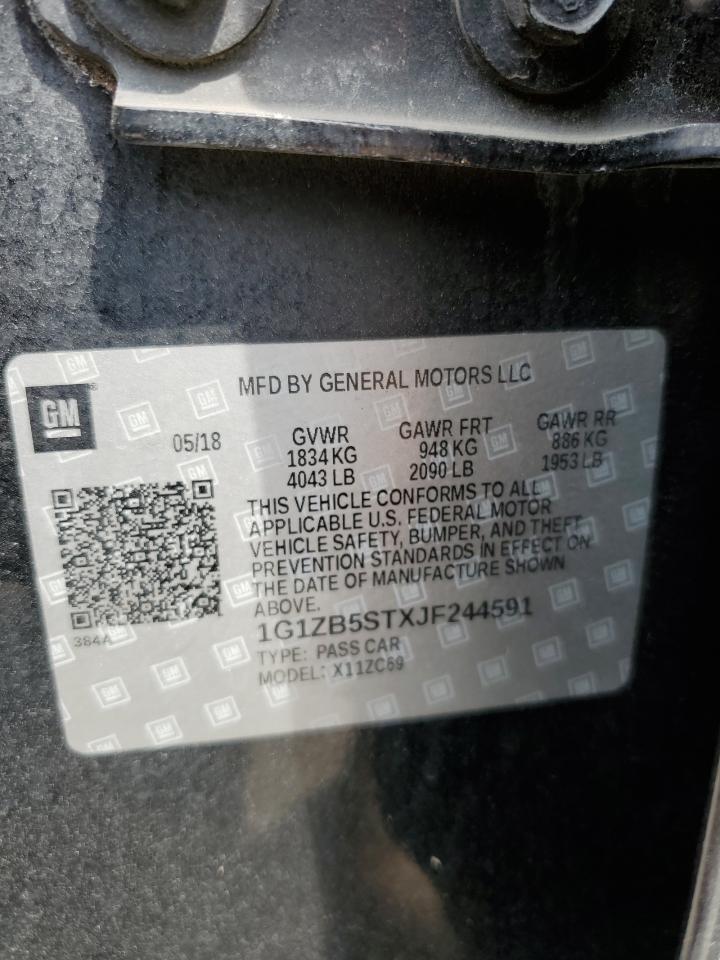 MFD BY GENERAL MOTORS LLC
GM
05/18
GVWR
1834 KG
4043 LB
GAWR FRT
948 KG
2090 LB
GAWR RR
886 KG
1953 LB
THIS VEHICLE CONFORMS TO ALL
APPLICABLE U.S. FEDERAL MOTOR
VEHICLE SAFETY, BUMPER, AND THEFT
PREVENTION STANDARDS IN EFFECT ON
THE DATE OF MANUFACTURE SHOWN
ABOVE.
384A
1G1ZB5STXJF244591
TYPE: PASS CAR
MODEL: X11ZC69